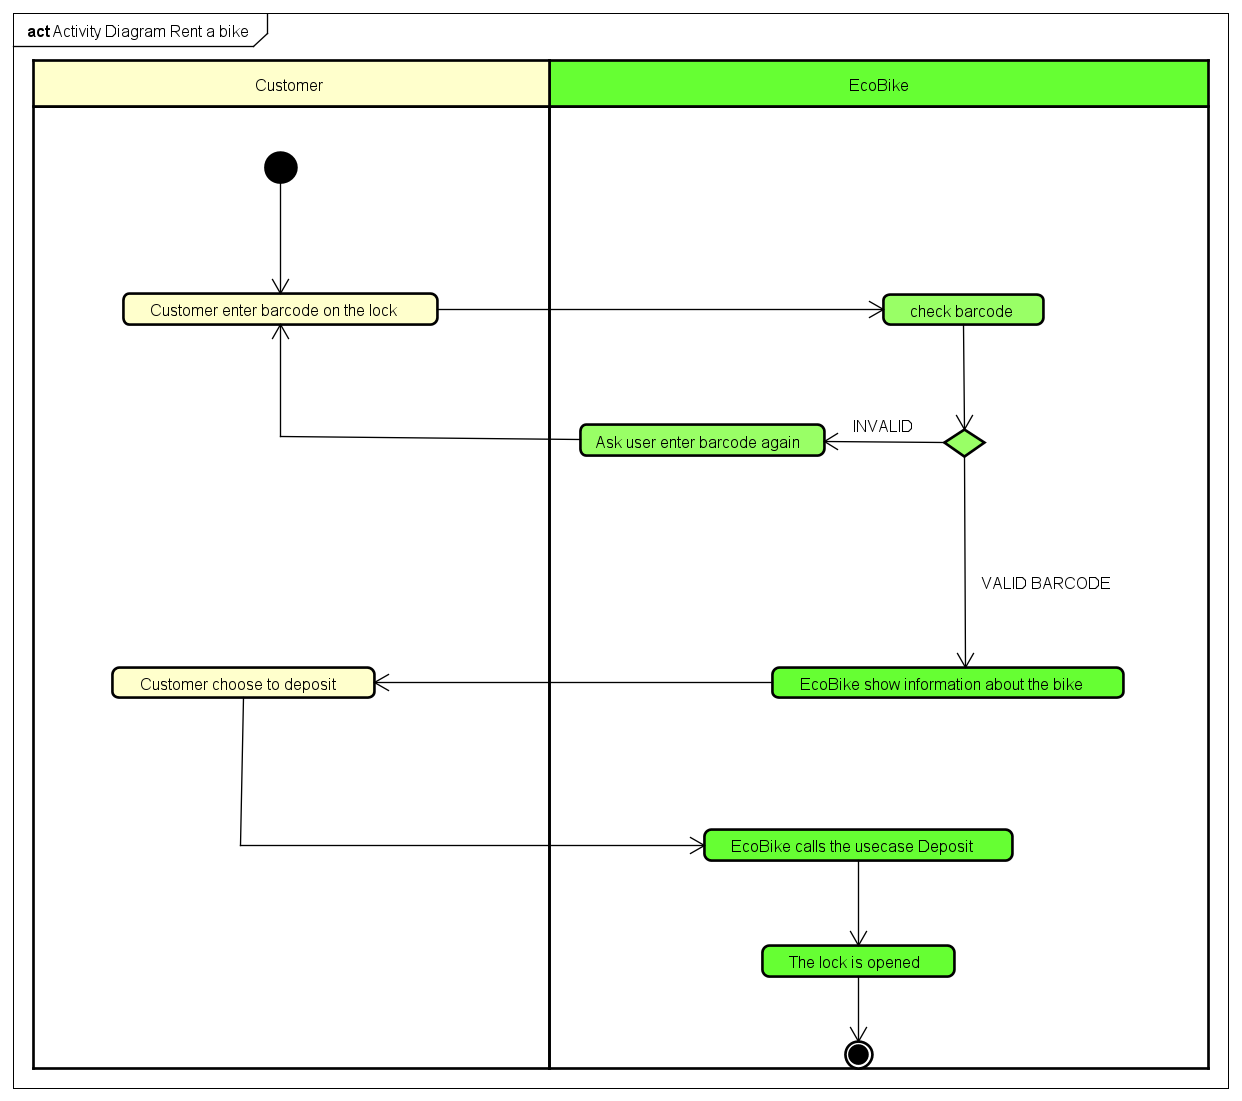 act Activity Diagram Rent a bike
Customer
EcoBike
Customer enter barcode on the lock
check barcode
INVALID
Ask user enter barcode again
VALID BARCODE
Customer choose to deposit
EcoBike show information about the bike
EcoBike calls the usecase Deposit
The lock is opened